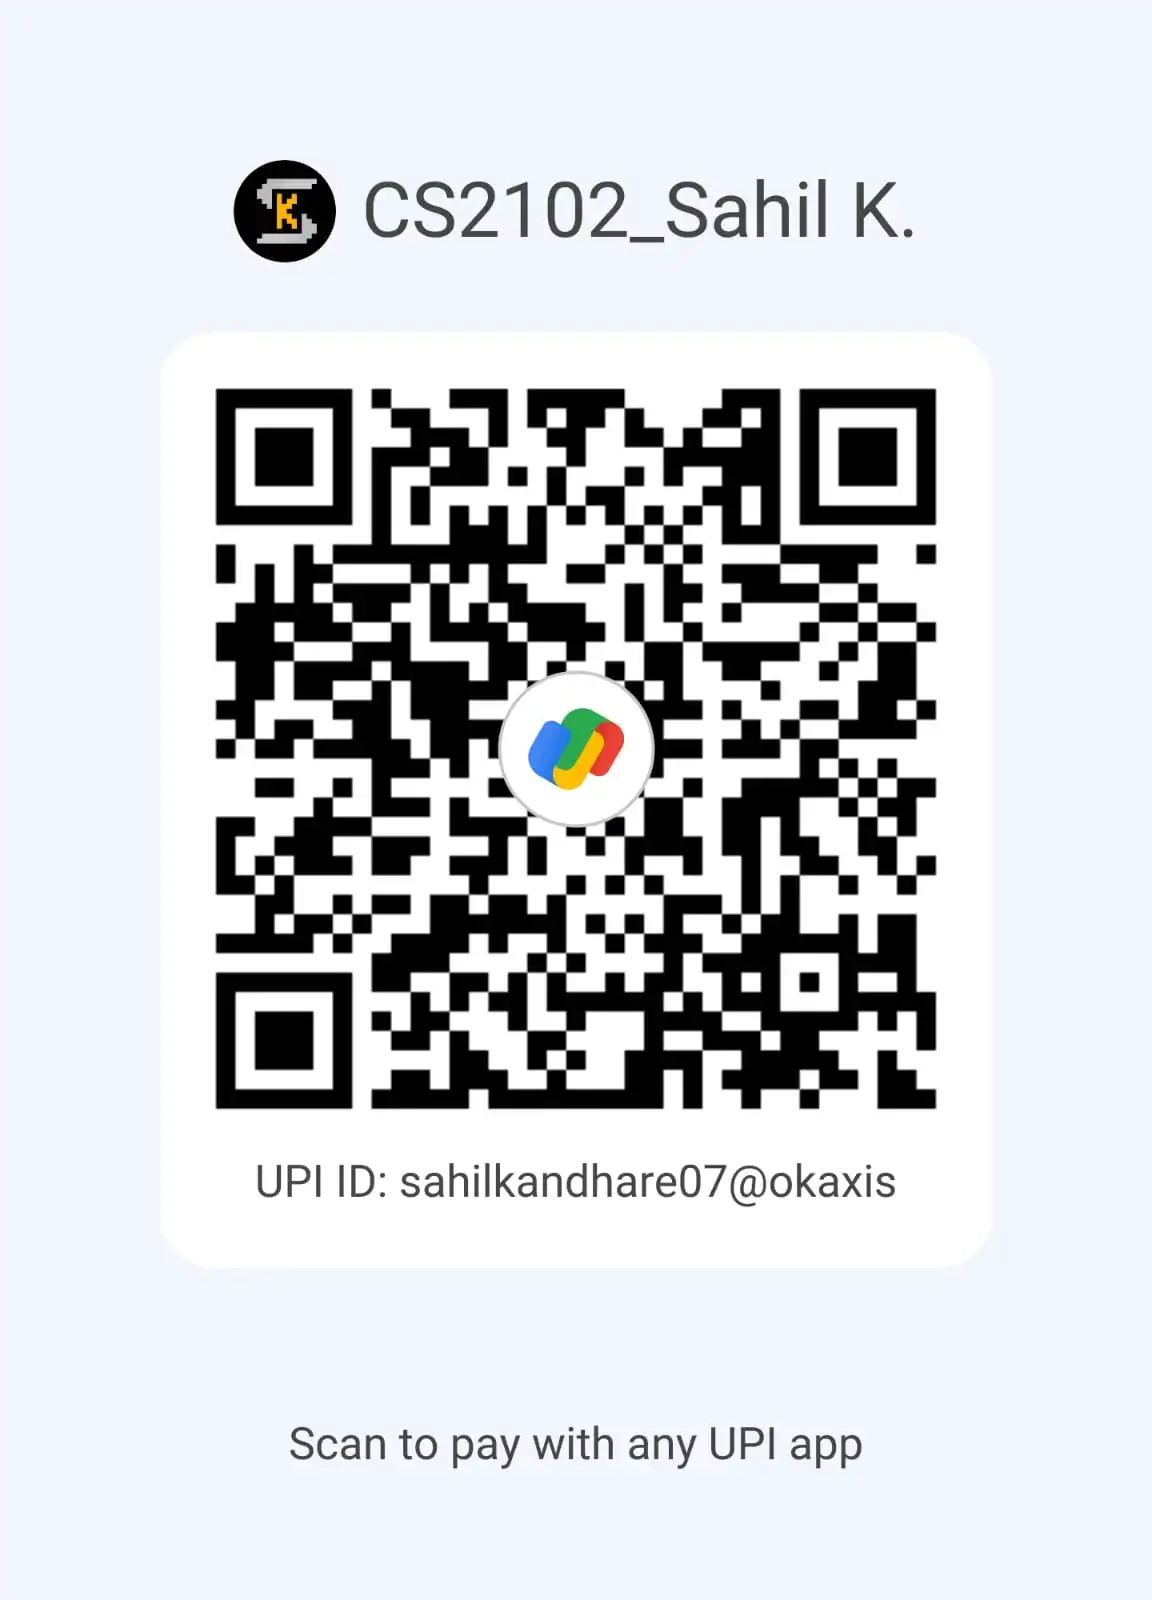 CS2102_Sahil K.
UPI ID: sahilkandhare07@okaxis
Scan to pay with any UPI app